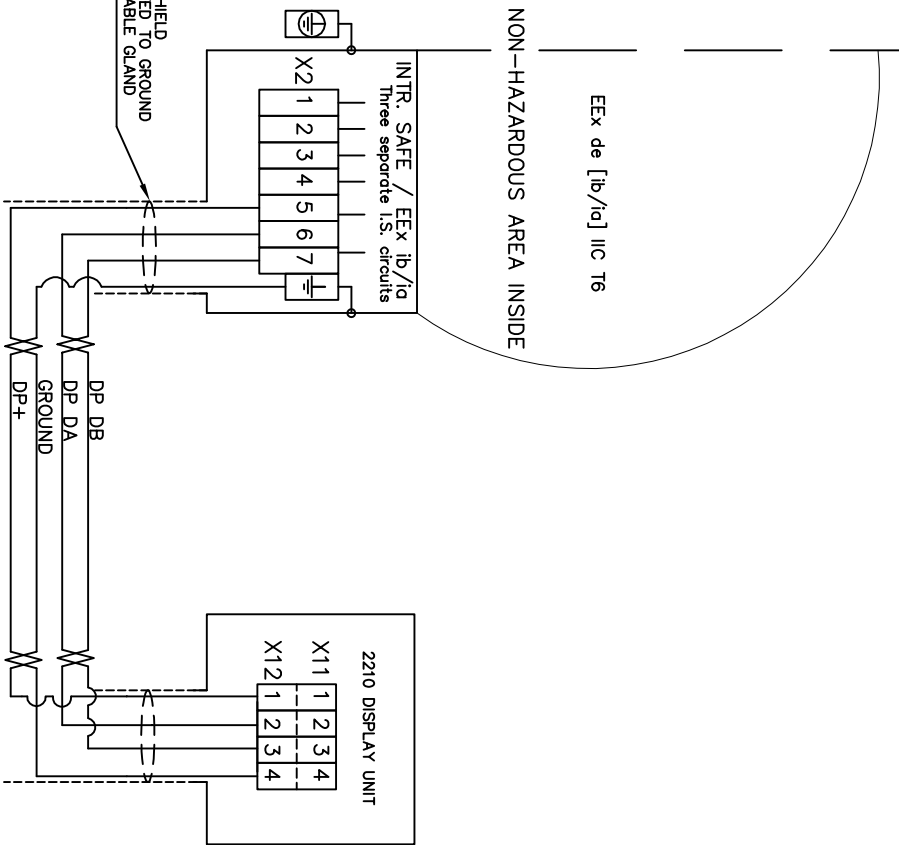 EEx de [ib/ia] IIC T6
NON-HAZARDOUS AREA INSIDE
INTR. SAFE / EEx ib/ia
Three separate I.S. circuits
X2
1 2 3 4 5 6 7
HIELD
ED TO GROUND
ABLE GLAND
DP DB
DP DA
GROUND
DP+
2210 DISPLAY UNIT
X11
1 2 3 4
X12
1 2 3 4